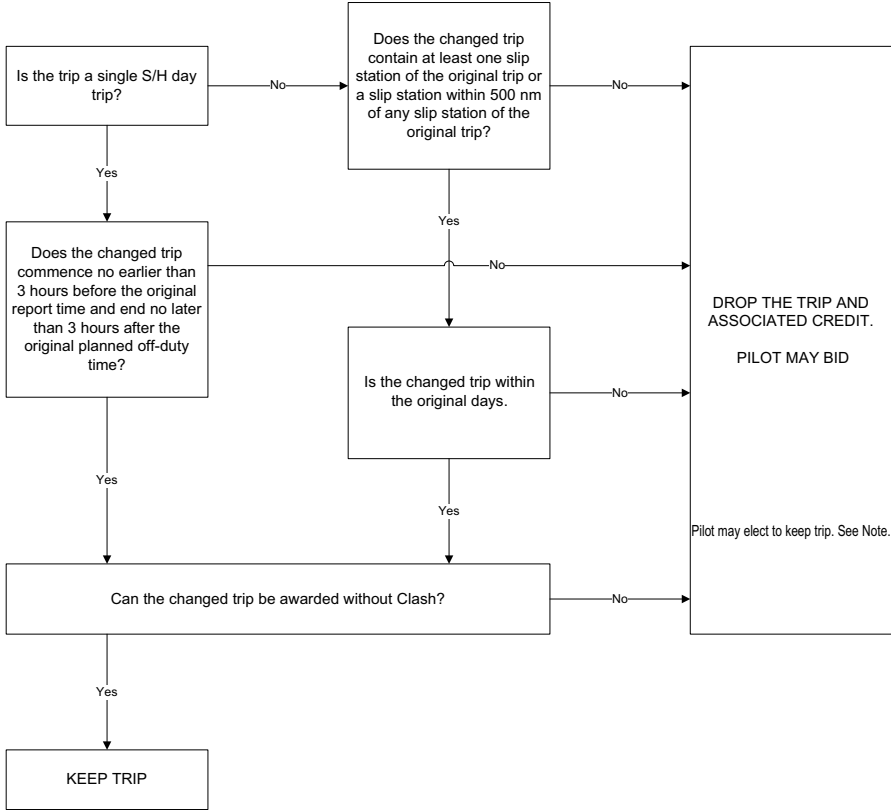 Is the trip a single S/H day
trip?
No
Does the changed trip
contain at least one slip
station of the original trip or
a slip station within 500 nm
of any slip station of the
original trip?
No
Yes
Yes
Does the changed trip
commence no earlier than
3 hours before the original
report time and end no later
than 3 hours after the
original planned off-duty
time?
No
Is the changed trip within
the original days.
No
DROP THE TRIP AND
ASSOCIATED CREDIT.
PILOT MAY BID
Pilot may elect to keep trip. See Note.
Yes
Yes
Can the changed trip be awarded without Clash?
No
Yes
KEEP TRIP